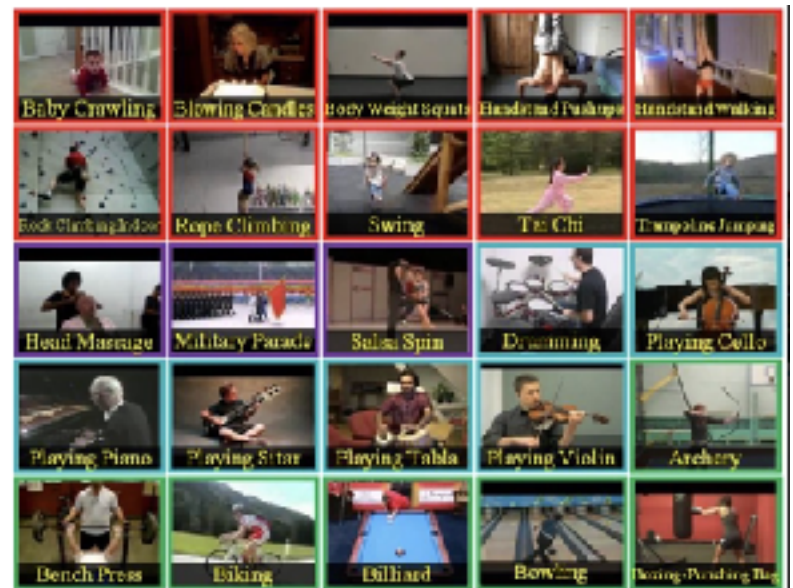 Baby Crawling
Blowing Candles
Body Weight Squats
Handstand Pushups
Handstand Walking
Rock Climbing Indoor
Rope Climbing
Swing
Tai Chi
Trampoline Jumping
Head Massage
Military Parade
Salsa Spin
Drumming
Playing Cello
Playing Piano
Playing Sitar
Playing Tabla
Playing Violin
Archery
Bench Press
Biking
Billiard
Bowling
Boxing-Punching Bag